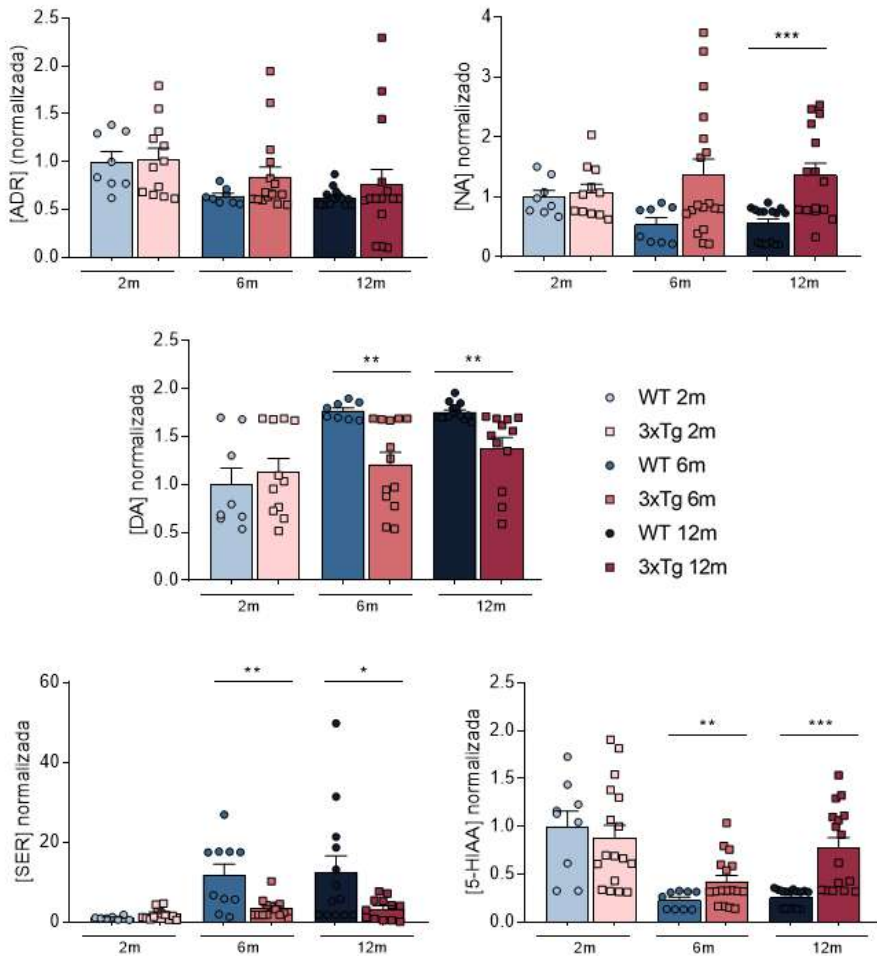 [ADR] (normalizada)
2.5
2.0
1.5
1.0
0.5
0.0
2m
6m
12m
[NA] normalizado
4
3
2
1
0
***
2m
6m
12m
[DA] normalizada
2.5
2.0
1.5
1.0
0.5
0.0
**
**
2m
6m
12m
WT 2m
3xTg 2m
WT 6m
3xTg 6m
WT 12m
3xTg 12m
[SER] normalizada
60
40
20
0
**
*
2m
6m
12m
[5-HIAA] normalizada
2.5
2.0
1.5
1.0
0.5
0.0
**
***
2m
6m
12m